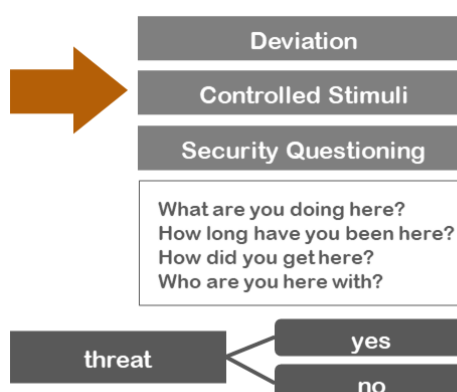 Deviation
Controlled Stimuli
Security Questioning
What are you doing here?
How long have you been here?
How did you get here?
Who are you here with?
threat
yes
no